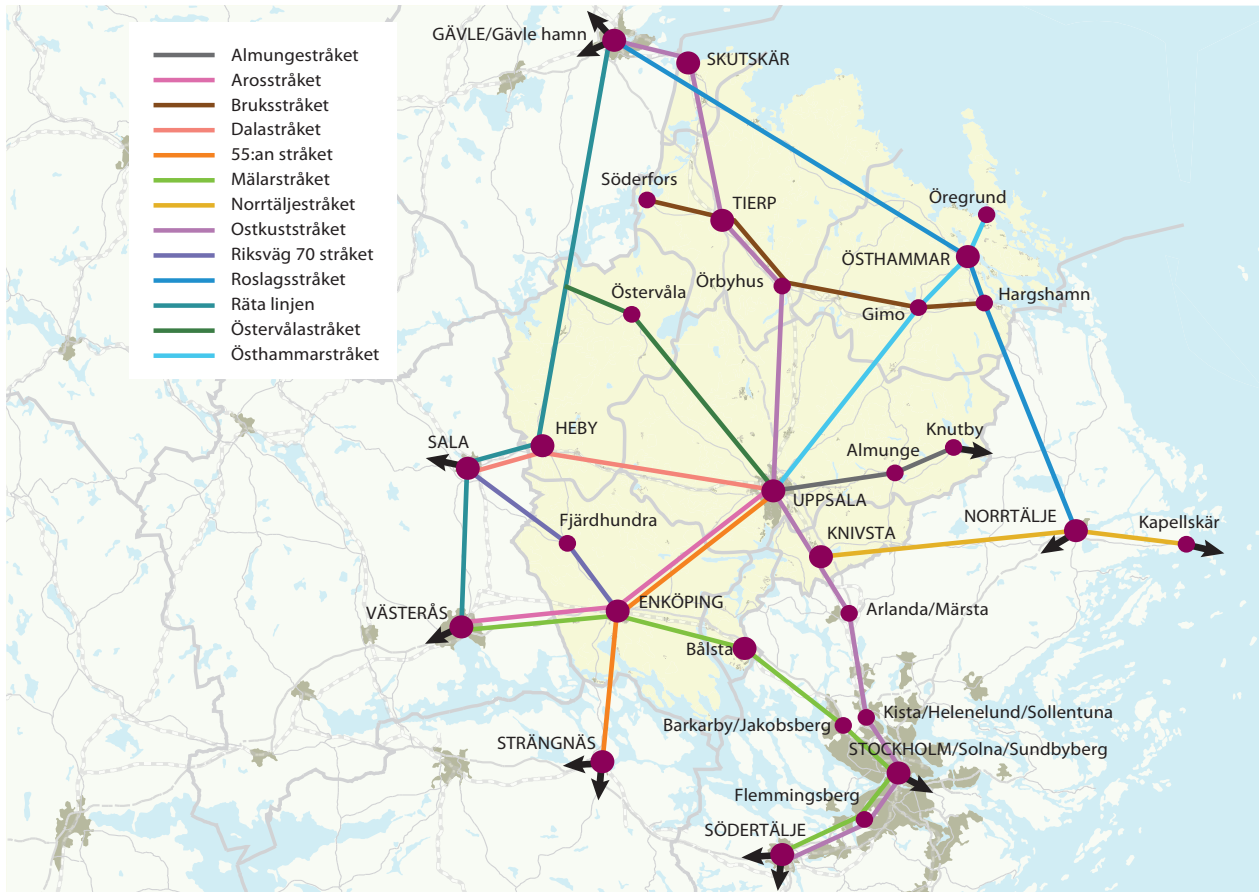 Almungestråket
Arosstråket
Bruksstråket
Dalastråket
55:an stråket
Mälarstråket
Norrtäljestråket
Ostkuststråket
Riksväg 70 stråket
Roslagsstråket
Räta linjen
Östervålastråket
Östhammarstråket
GÄVLE/Gävle hamn
SKUTSKÄR
Söderfors
TIERP
Öregrund
ÖSTHAMMAR
Örbyhus
Östervåla
Hargshamn
Gimo
HEBY
SALA
Knutby
Almunge
UPPSALA
Fjärdhundra
KNIVSTA
NORRTÄLJE
Kapellskär
VÄSTERÅS
ENKÖPING
Arlanda/Märsta
Bålsta
Kista/Helenelund/Sollentuna
Barkarby/Jakobsberg
STRÄNGNÄS
STOCKHOLM/Solna/Sundbyberg
Flemmingsberg
SÖDERTÄLJE